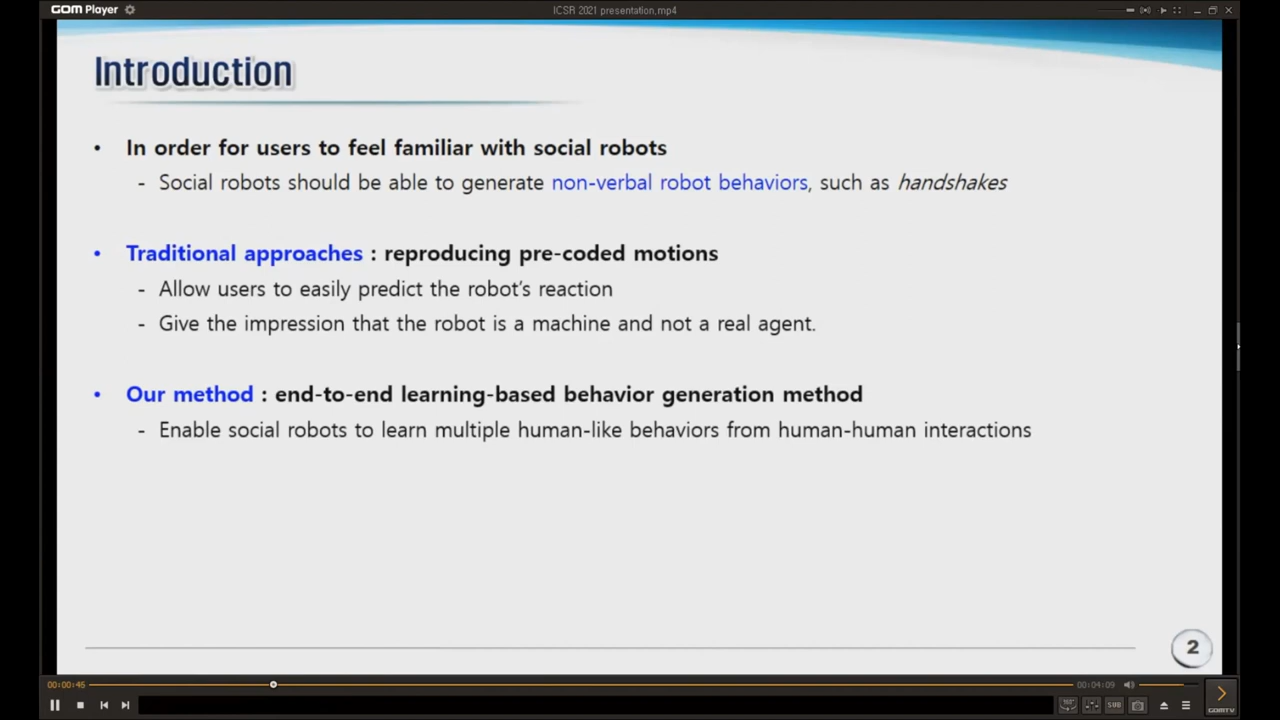 GOM Player
ICSR 2021 presentation.mp4
Introduction
• In order for users to feel familiar with social robots
- Social robots should be able to generate non-verbal robot behaviors, such as handshakes
• Traditional approaches : reproducing pre-coded motions
- Allow users to easily predict the robot's reaction
- Give the impression that the robot is a machine and not a real agent.
• Our method : end-to-end learning-based behavior generation method
- Enable social robots to learn multiple human-like behaviors from human-human interactions
2
00:00:45
00:04:09
360°
SUB
GOMTV